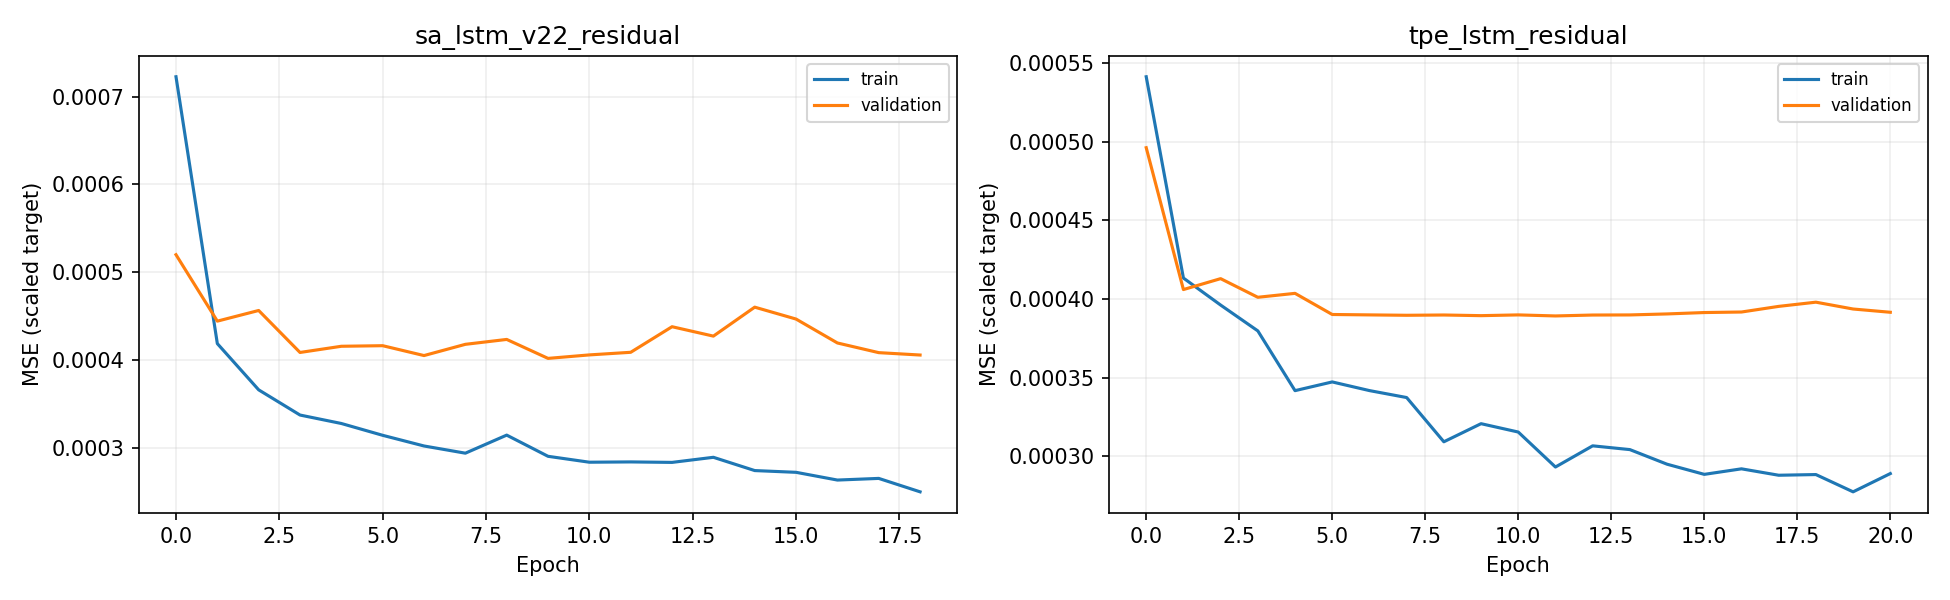 sa_lstm_v22_residual
MSE (scaled target)
0.0007
0.0006
0.0005
0.0004
0.0003
0.0 2.5 5.0 7.5 10.0 12.5 15.0 17.5
Epoch
train
validation
tpe_lstm_residual
MSE (scaled target)
0.00055
0.00050
0.00045
0.00040
0.00035
0.00030
0.0 2.5 5.0 7.5 10.0 12.5 15.0 17.5 20.0
Epoch
train
validation